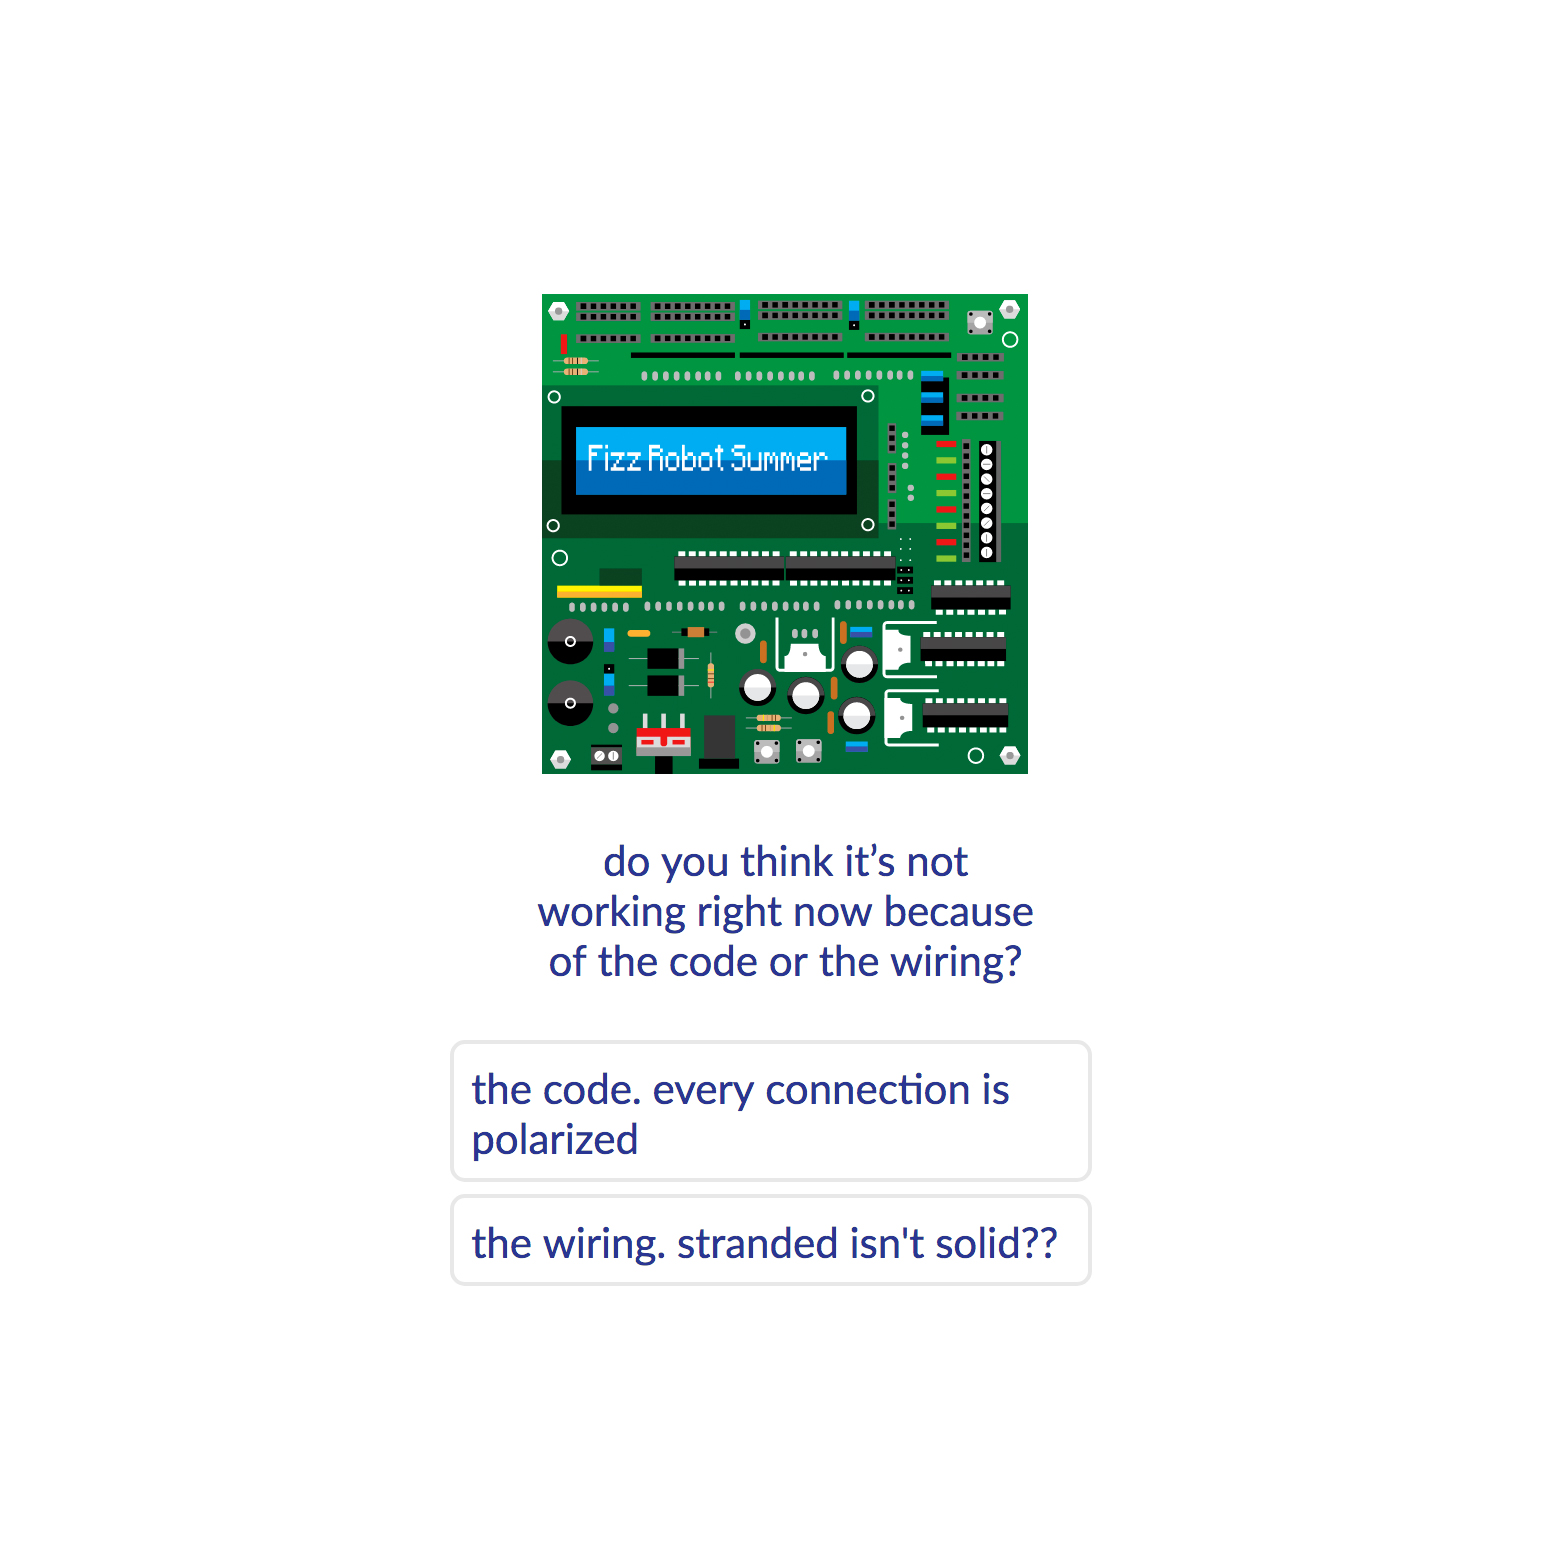 Fizz Robot Summer
do you think it’s not
working right now because
of the code or the wiring?
the code. every connection is
polarized
the wiring. stranded isn't solid??